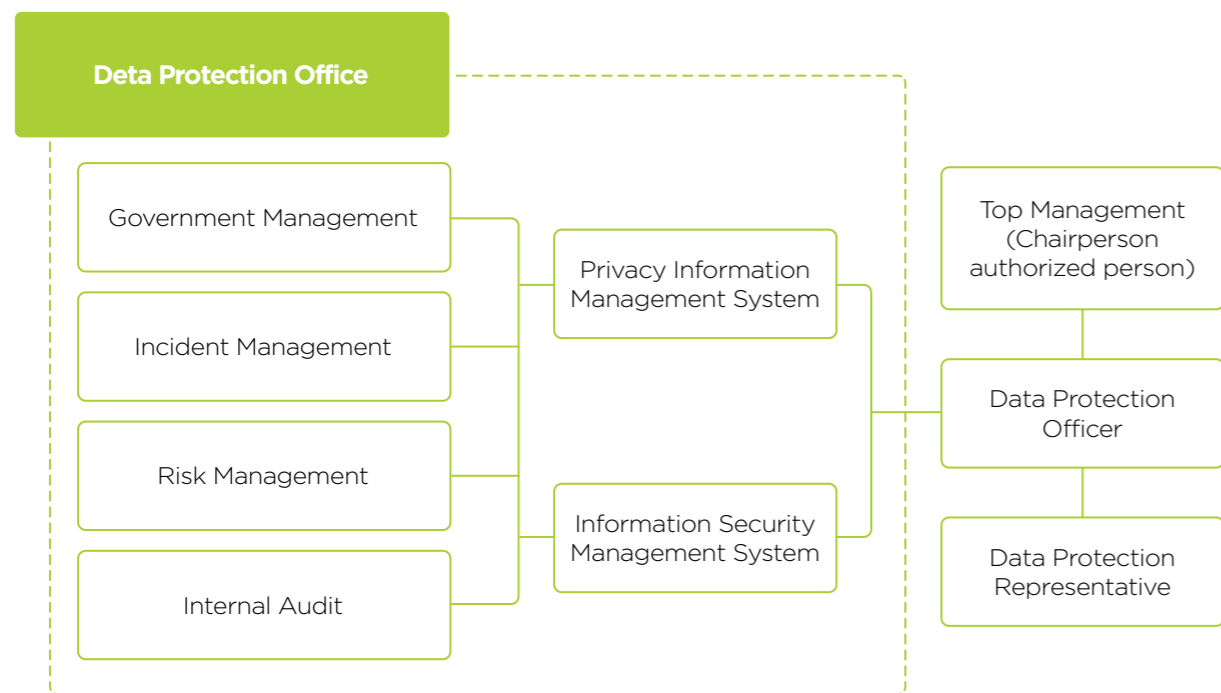 Deta Protection Office
Government Management
Incident Management
Risk Management
Internal Audit
Privacy Information
Management System
Information Security
Management System
Top Management
(Chairperson
authorized person)
Data Protection
Officer
Data Protection
Representative